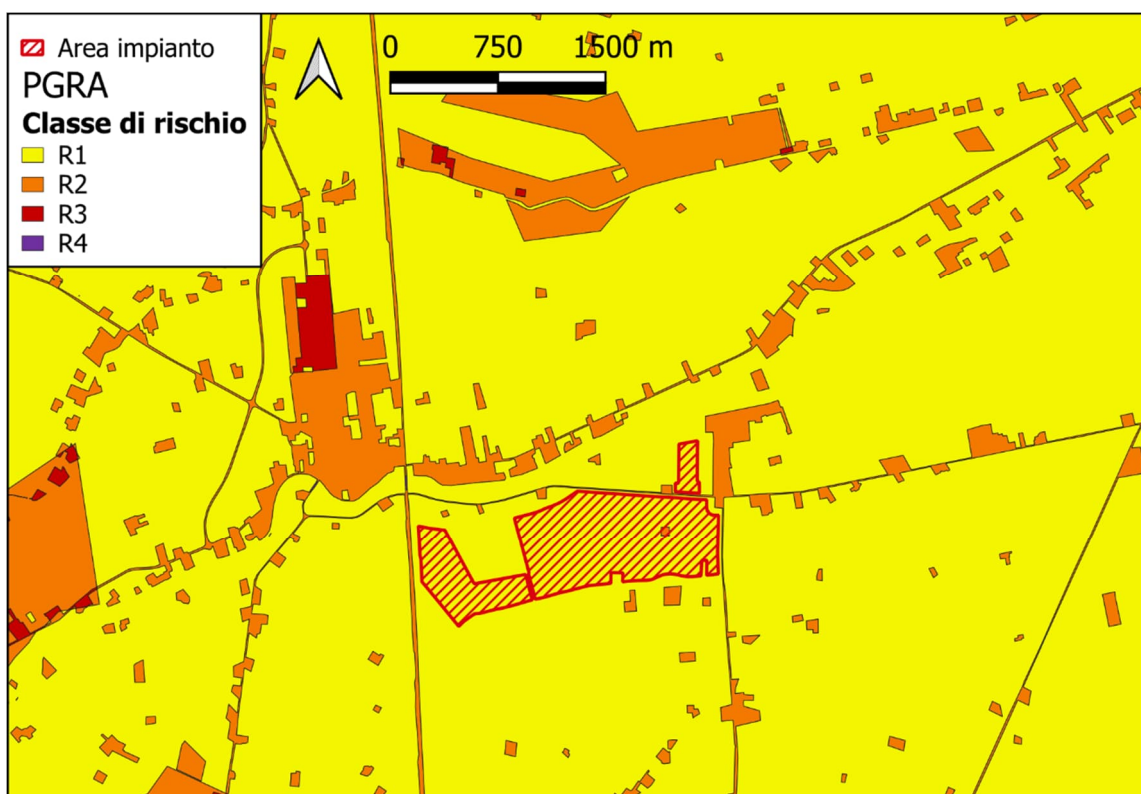 Area impianto
PGRA
Classe di rischio
R1
R2
R3
R4
0 750 1500 m